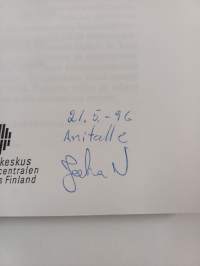 21.5.-96
Anitalle
keskus
centralen
s Finland